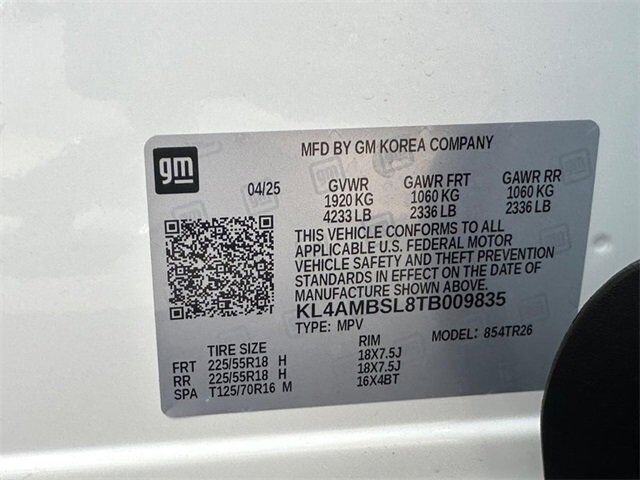 gm
MFD BY GM KOREA COMPANY
04/25
GVWR GAWR FRT GAWR RR
1920 KG 1060 KG 1060 KG
4233 LB 2336 LB 2336 LB
THIS VEHICLE CONFORMS TO ALL
APPLICABLE U.S. FEDERAL MOTOR
VEHICLE SAFETY AND THEFT PREVENTION
STANDARDS IN EFFECT ON THE DATE OF
MANUFACTURE SHOWN ABOVE.
KL4AMBSL8TB009835
TYPE: MPV MODEL: 854TR26
TIRE SIZE RIM
FRT 225/55R18 H 18X7.5J
RR 225/55R18 H 18X7.5J
SPA T125/70R16 M 16X4BT